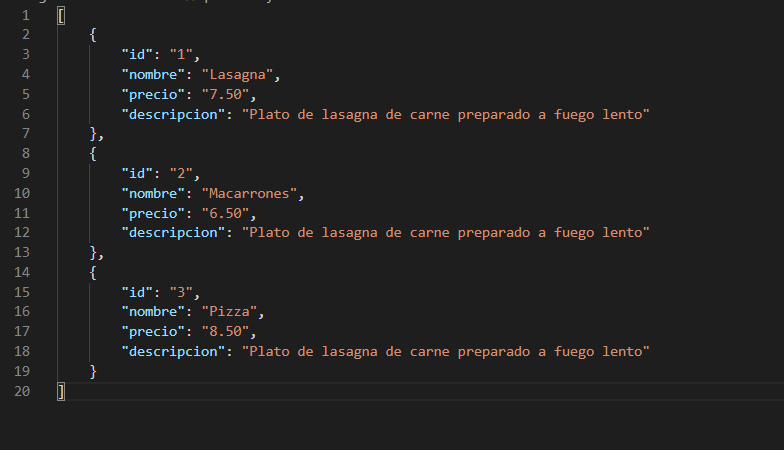 1 [
2 {
3 "id": "1",
4 "nombre": "Lasagna",
5 "precio": "7.50",
6 "descripcion": "Plato de lasagna de carne preparado a fuego lento"
7 },
8 {
9 "id": "2",
10 "nombre": "Macarrones",
11 "precio": "6.50",
12 "descripcion": "Plato de lasagna de carne preparado a fuego lento"
13 },
14 {
15 "id": "3",
16 "nombre": "Pizza",
17 "precio": "8.50",
18 "descripcion": "Plato de lasagna de carne preparado a fuego lento"
19 }
20 ]